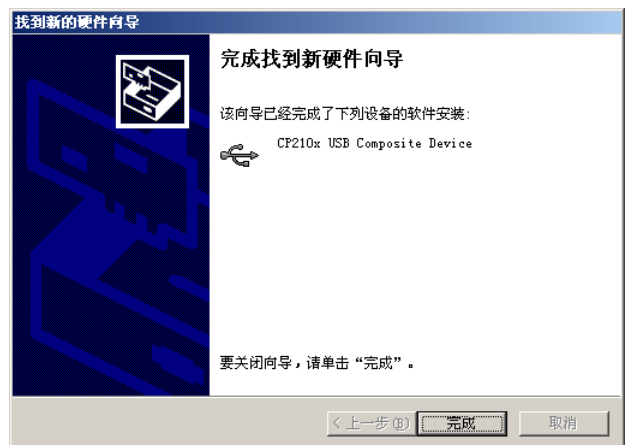 找到新的硬件向导
完成找到新硬件向导
该向导已经完成了下列设备的软件安装:
CP210x USB Composite Device
要关闭向导，请单击“完成”。
< 上一步(B)
完成
取消